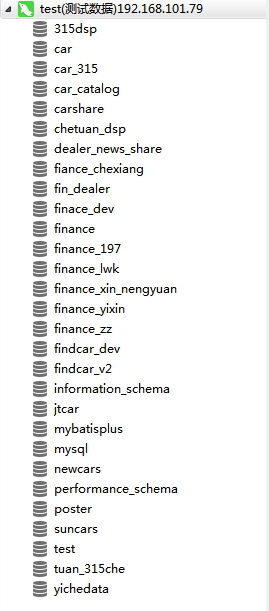 test(测试数据)192.168.101.79
315dsp
car
car_315
car_catalog
carshare
chetuan_dsp
dealer_news_share
fiance_chexiang
fin_dealer
finace_dev
finance
finance_197
finance_lwk
finance_xin_nengyuan
finance_yixin
finance_zz
findcar_dev
findcar_v2
information_schema
jtcar
mybatisplus
mysql
newcars
performance_schema
poster
suncars
test
tuan_315che
yichedata